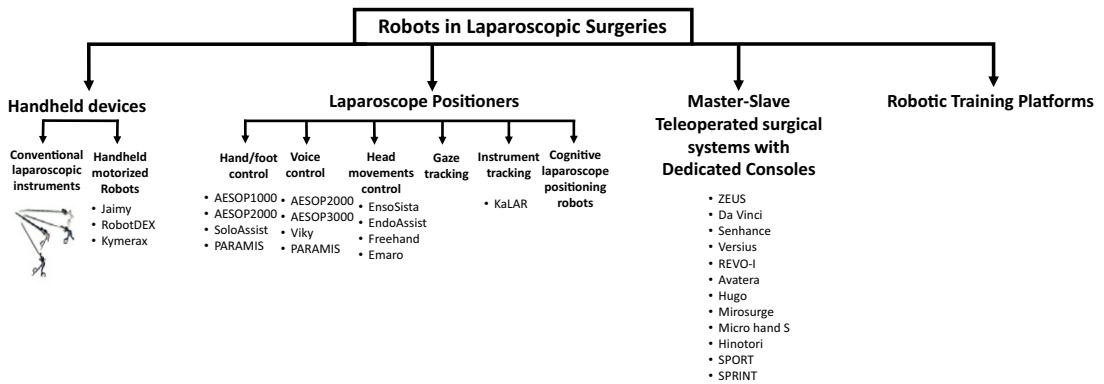 Robots in Laparoscopic Surgeries
Handheld devices
Conventional
laparoscopic
instruments
Handheld
motorized
Robots
• Jaimy
• RobotDEX
• Kymerax
Laparoscope Positioners
Hand/foot
control
• AESOP1000
• AESOP2000
• SoloAssist
• PARAMIS
Voice
control
• AESOP2000
• AESOP3000
• Viky
• PARAMIS
Head
movements
control
• EnsoSista
• EndoAssist
• Freehand
• Emaro
Gaze
tracking
Instrument
tracking
• KaLAR
Cognitive
laparoscope
positioning
robots
Master-Slave
Teleoperated surgical
systems with
Dedicated Consoles
• ZEUS
• Da Vinci
• Senhance
• Versius
• REVO-I
• Avatera
• Hugo
• Mirosurge
• Micro hand S
• Hinotori
• SPORT
• SPRINT
Robotic Training Platforms